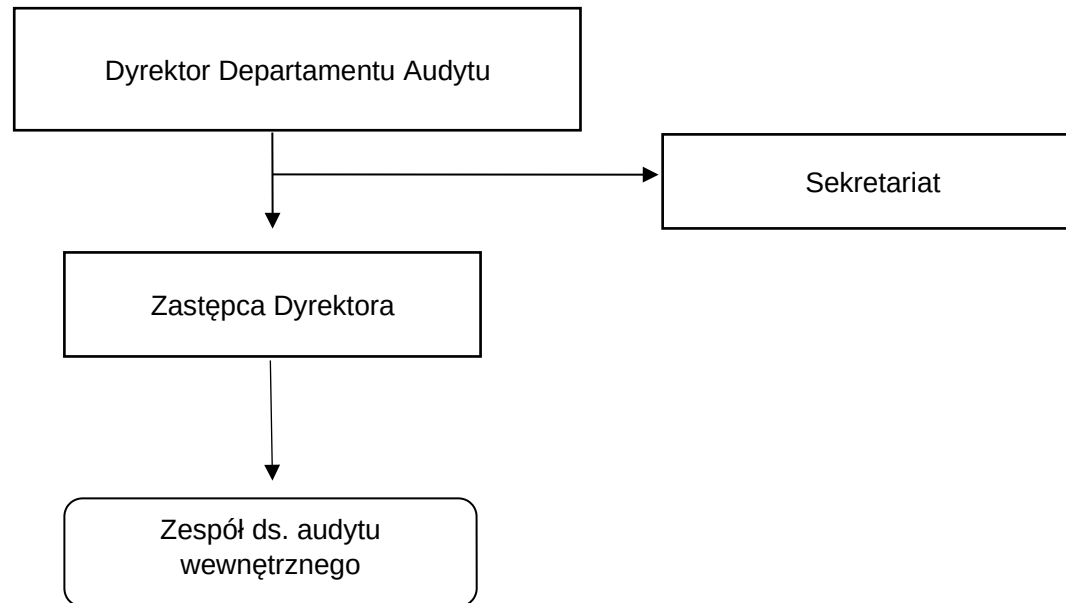 Dyrektor Departamentu Audytu
Sekretariat
Zastępca Dyrektora
Zespół ds. audytu
wewnętrznego